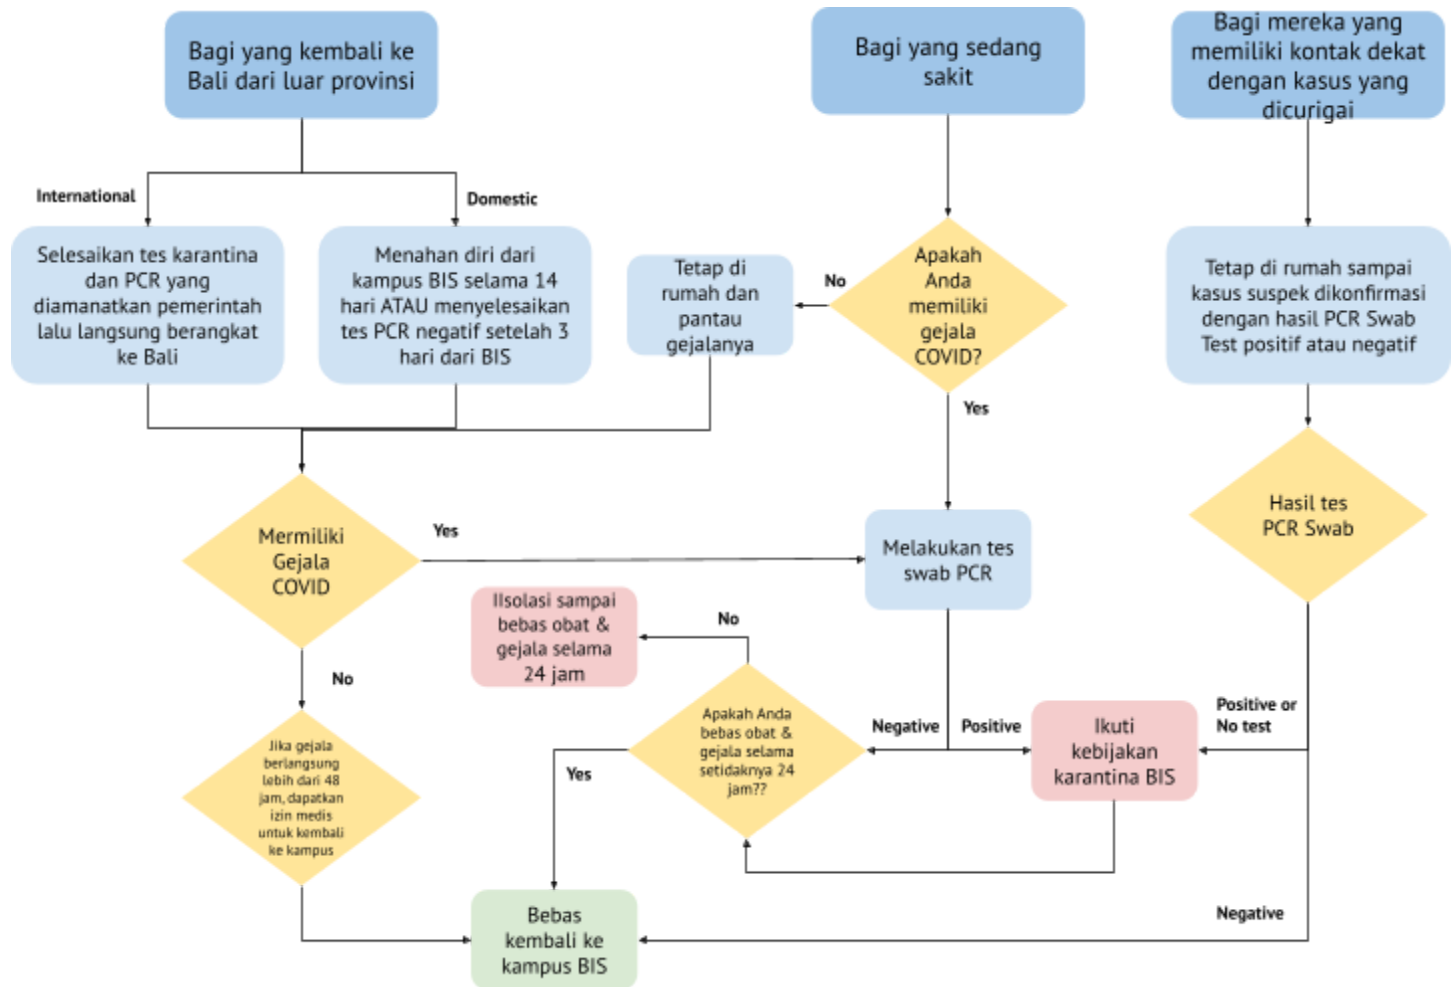 Bagi yang kembali ke
Bali dari luar provinsi
Bagi yang sedang
sakit
Bagi mereka yang
memiliki kontak dekat
dengan kasus yang
dicurigai
International
Domestic
Selesaikan tes karantina
dan PCR yang
diamanatkan pemerintah
lalu langsung berangkat
ke Bali
Menahan diri dari
kampus BIS selama 14
hari ATAU menyelesaikan
tes PCR negatif setelah 3
hari dari BIS
Tetap di
rumah dan
pantau
gejalanya
No
Apakah
Anda
memiliki
gejala
COVID?
Yes
Tetap di rumah sampai
kasus suspek dikonfirmasi
dengan hasil PCR Swab
Test positif atau negatif
Mermiliki
Gejala
COVID
Yes
Melakukan tes
swab PCR
Hasil tes
PCR Swab
IIsolasi sampai
bebas obat &
gejala selama
24 jam
No
No
Jika gejala
berlangsung
lebih dari 48
jam, dapatkan
izin medis
untuk kembali
ke kampus
Apakah Anda
bebas obat &
gejala selama
setidaknya 24
jam??
Yes
Negative
Positive
Ikuti
kebijakan
karantina BIS
Positive or
No test
Negative
Bebas
kembali ke
kampus BIS